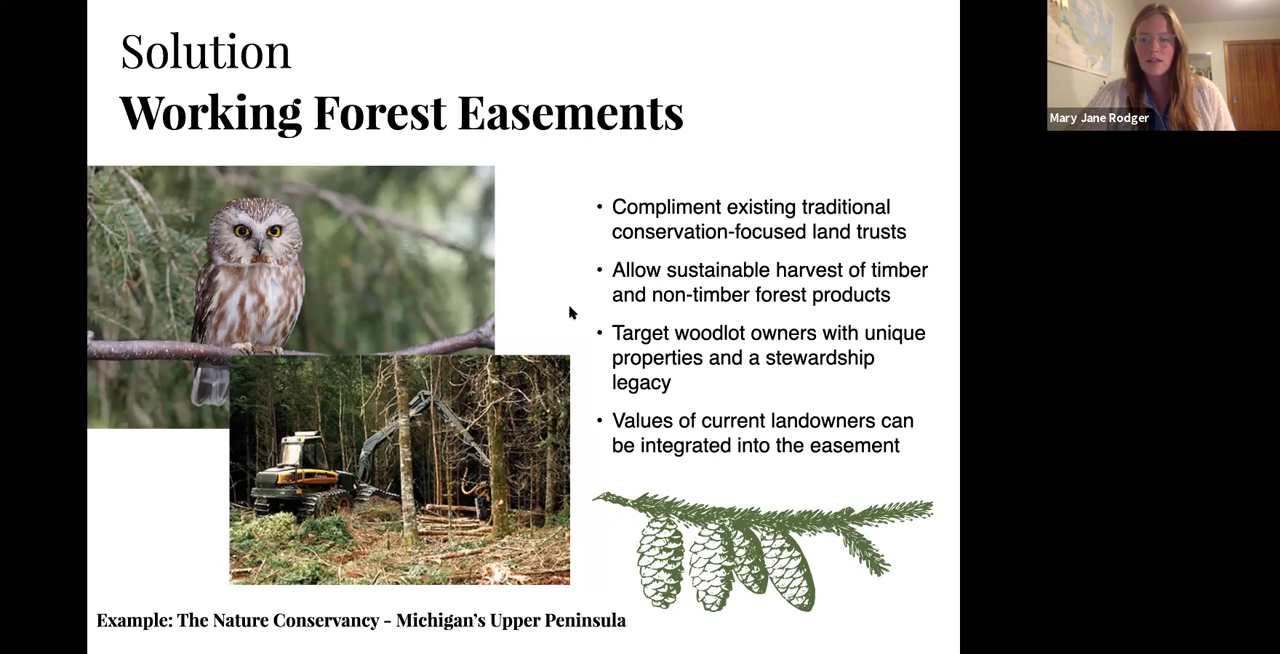 Solution
Working Forest Easements
• Compliment existing traditional
conservation-focused land trusts
• Allow sustainable harvest of timber
and non-timber forest products
• Target woodlot owners with unique
properties and a stewardship
legacy
• Values of current landowners can
be integrated into the easement
Example: The Nature Conservancy - Michigan's Upper Peninsula
Mary Jane Rodger